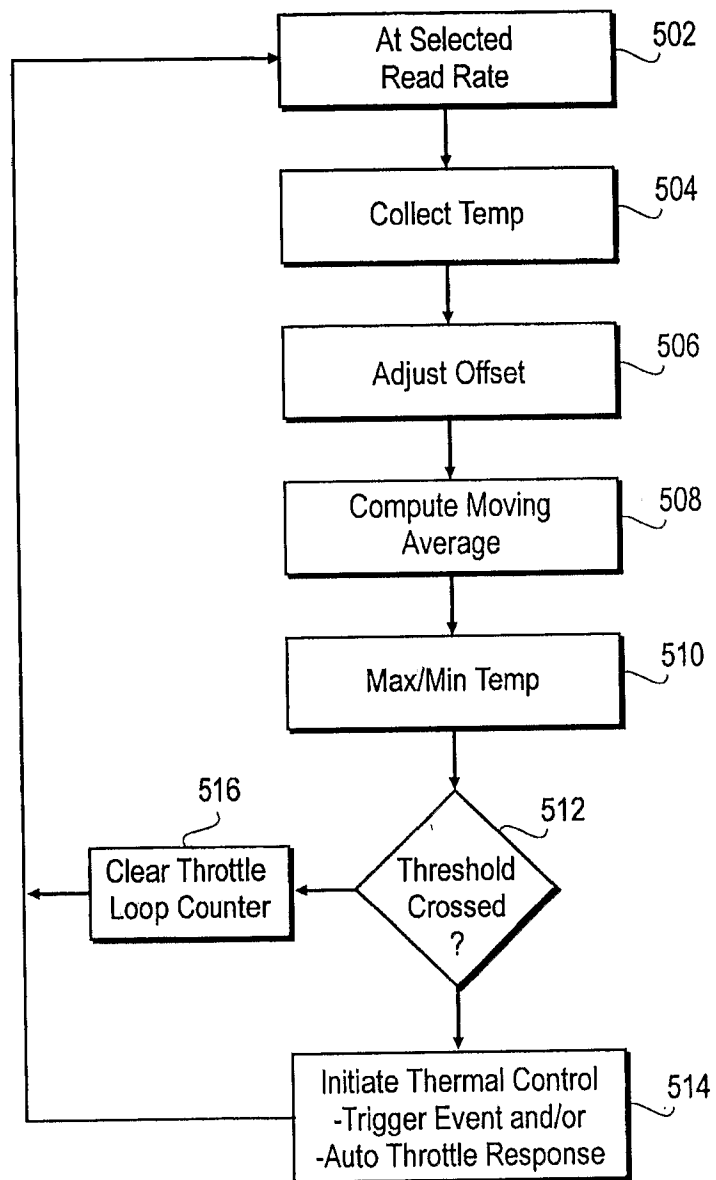 At Selected
Read Rate
502
Collect Temp
504
Adjust Offset
506
Compute Moving
Average
508
Max/Min Temp
510
Threshold
Crossed
?
512
516
Clear Throttle
Loop Counter
Initiate Thermal Control
-Trigger Event and/or
-Auto Throttle Response
514